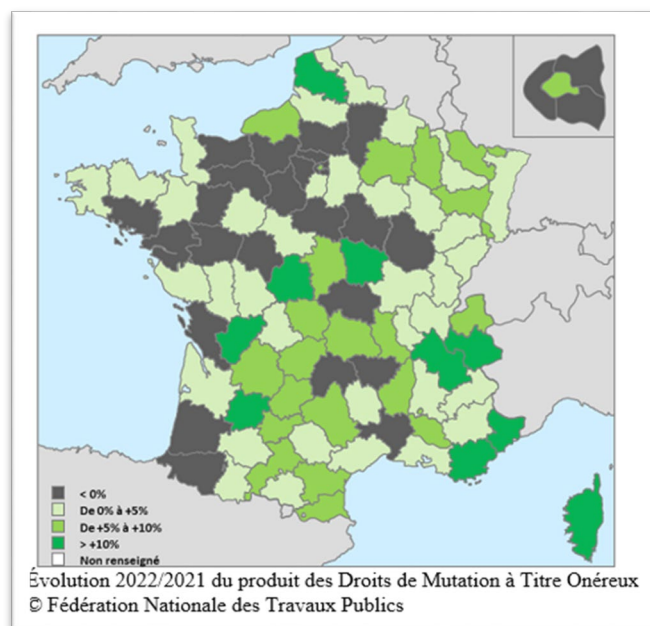 < 0%
De 0% à +5%
De +5% à +10%
> +10%
Non renseigné
Évolution 2022/2021 du produit des Droits de Mutation à Titre Onéreux
© Fédération Nationale des Travaux Publics